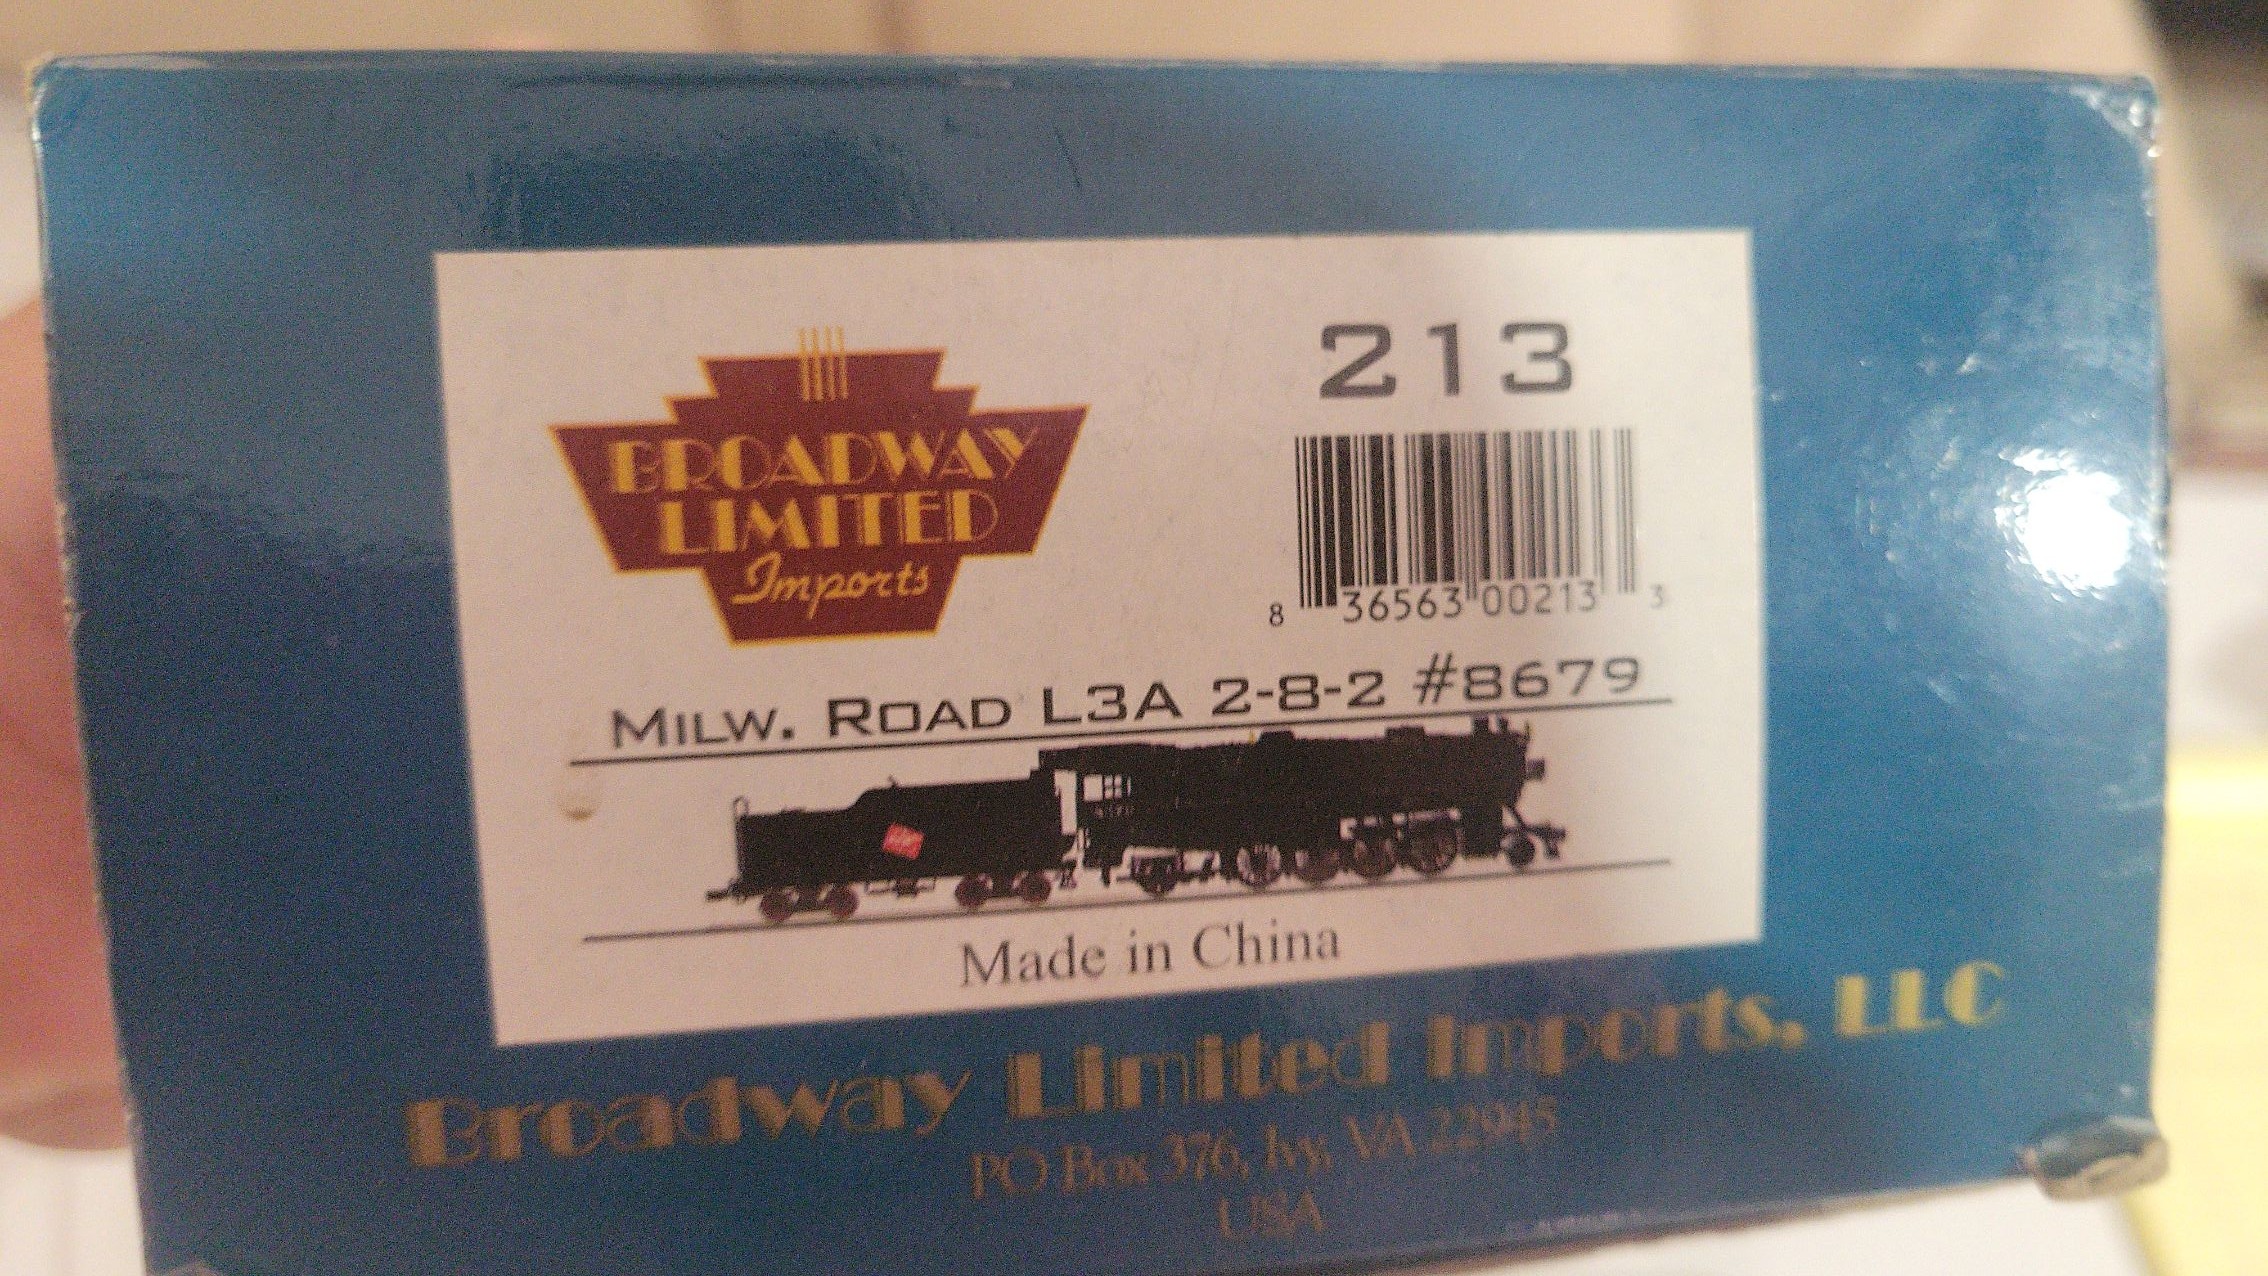 213
BROADWAY
LIMITED
Imports
8 36563 00213 3
MILW. ROAD L3A 2-8-2 #8679
Made in China
Broadway Limited Imports, LLC
PO Box 376, Ivy, VA 22945
USA